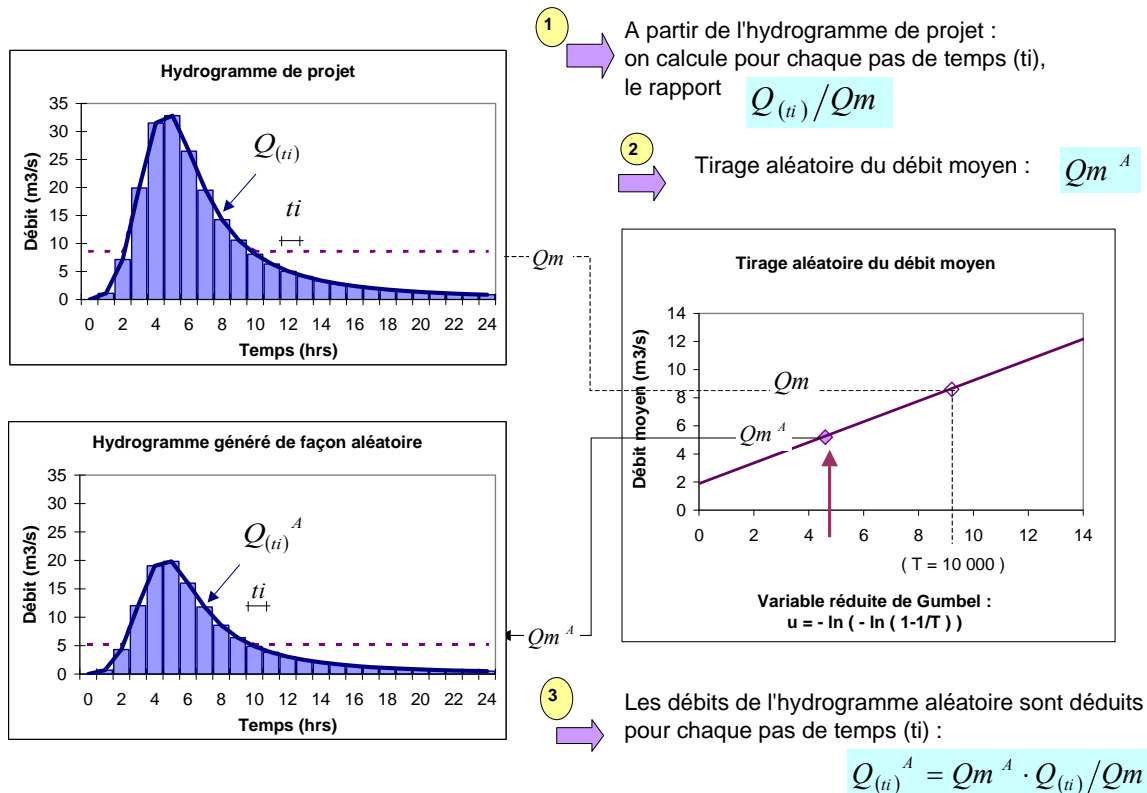 1
A partir de l'hydrogramme de projet :
on calcule pour chaque pas de temps (ti),
le rapport Q(ti)/Qm
2
Tirage aléatoire du débit moyen : Qm A
Hydrogramme de projet
Débit (m3/s)
35
30
25
20
15
10
5
0
Q(ti)
ti
0 2 4 6 8 10 12 14 16 18 20 22 24
Temps (hrs)
Qm
Tirage aléatoire du débit moyen
Débit moyen (m3/s)
14
12
10
8
6
4
2
0
Qm
Qm A
0 2 4 6 8 10 12 14
( T = 10 000 )
Variable réduite de Gumbel :
u = - ln ( - ln ( 1-1/T ) )
Hydrogramme généré de façon aléatoire
Débit (m3/s)
35
30
25
20
15
10
5
0
Q(ti) A
ti
0 2 4 6 8 10 12 14 16 18 20 22 24
Temps (hrs)
Qm A
3
Les débits de l'hydrogramme aléatoire sont déduits
pour chaque pas de temps (ti) :
Q(ti) A = Qm A · Q(ti)/Qm